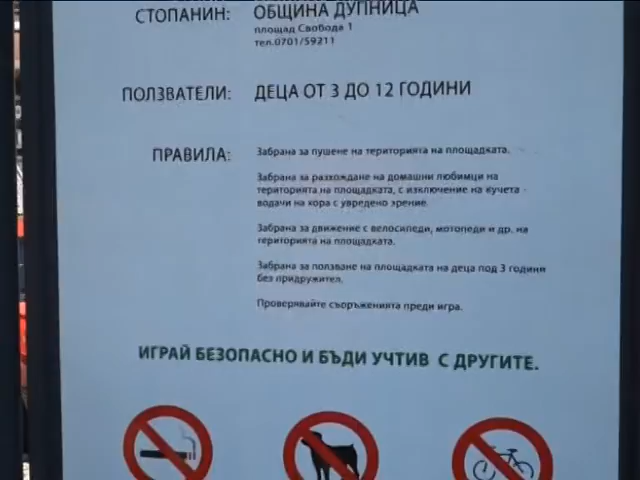 СТОПАНИН: ОБЩИНА ДУПНИЦА
площад Свобода 1
тел.0701/59211
ПОЛЗВАТЕЛИ: ДЕЦА ОТ 3 ДО 12 ГОДИНИ
ПРАВИЛА: Забрана за пушене на територията на площадката.
Забрана за разхождане на домашни любимци на
територията на площадката, с изключение на кучета -
водачи на хора с увредено зрение.
Забрана за движение с велосипеди, мотопеди и др. на
територията на площадката.
Забрана за ползване на площадката на деца под 3 години
без придружител.
Проверявайте съоръженията преди игра.
ИГРАЙ БЕЗОПАСНО И БЪДИ УЧТИВ С ДРУГИТЕ.